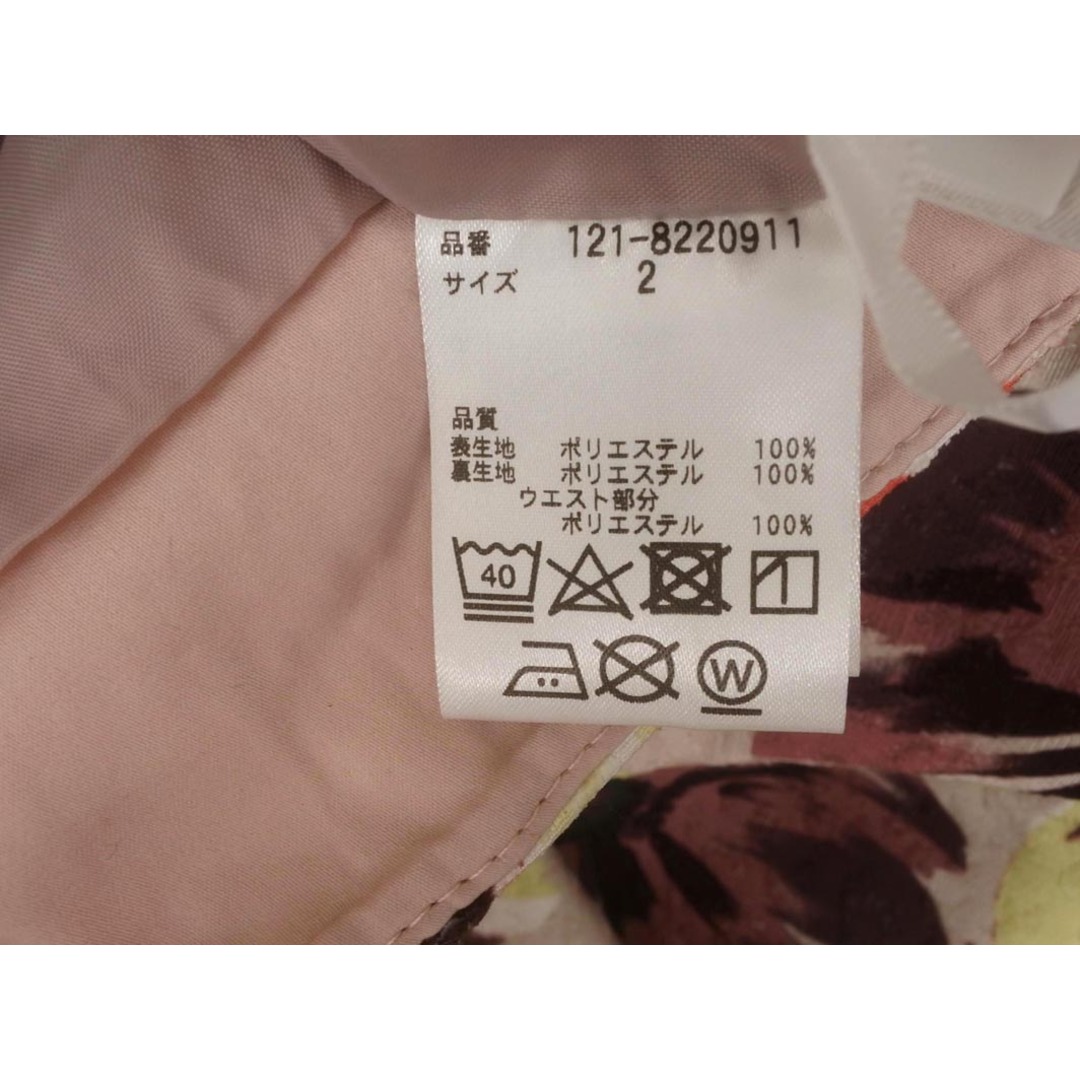 品番 121-8220911
サイズ 2
品質
表生地 ポリエステル 100%
裏生地 ポリエステル 100%
ウエスト部分
ポリエステル 100%
40
W